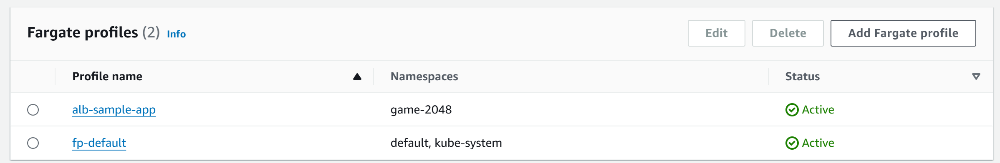 Fargate profiles (2) Info Edit Delete Add Fargate profile
Profile name Namespaces Status
alb-sample-app game-2048 Active
fp-default default, kube-system Active